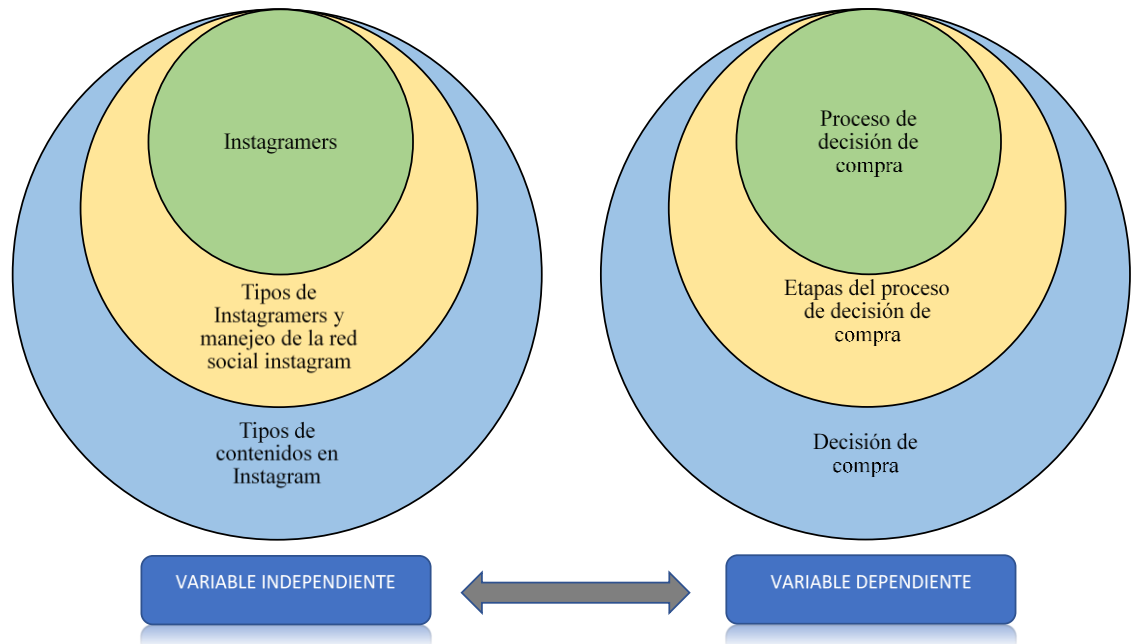 Instagramers
Tipos de
Instagramers y
manejeo de la red
social instagram
Tipos de
contenidos en
Instagram
VARIABLE INDEPENDIENTE
Proceso de
decisión de
compra
Etapas del proceso
de decisión de
compra
Decisión de
compra
VARIABLE DEPENDIENTE